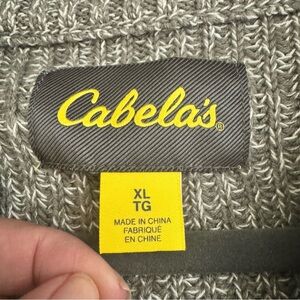 Cabela's®
XL
TG
MADE IN CHINA
FABRIQUÉ
EN CHINE